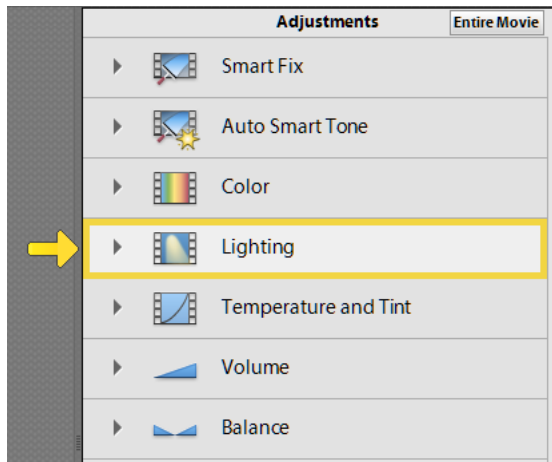 Adjustments Entire Movie
Smart Fix
Auto Smart Tone
Color
Lighting
Temperature and Tint
Volume
Balance